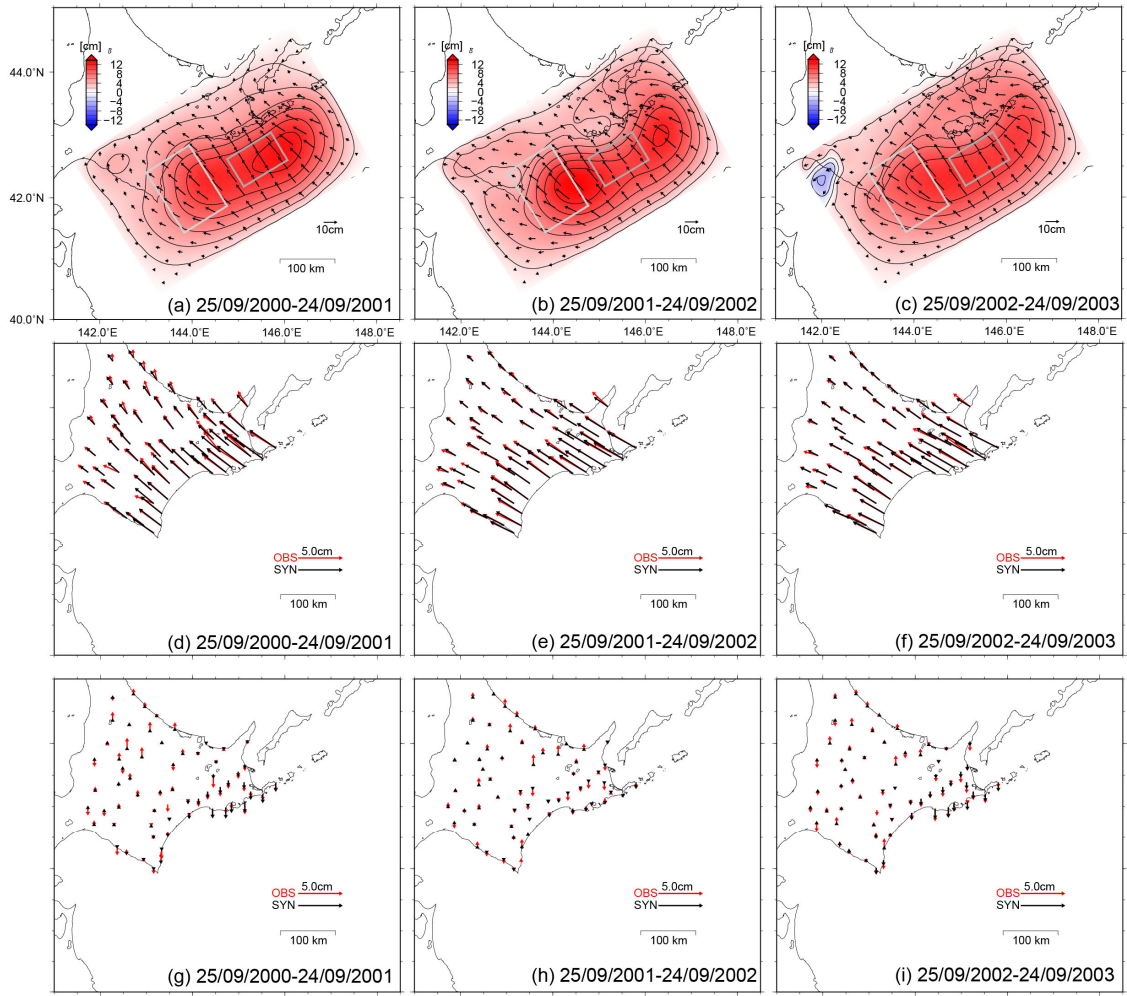 [cm]
12
8
4
0
−4
−8
−12
10cm
100 km
(a) 25/09/2000-24/09/2001
[cm]
12
8
4
0
−4
−8
−12
10cm
100 km
(b) 25/09/2001-24/09/2002
[cm]
12
8
4
0
−4
−8
−12
10cm
100 km
(c) 25/09/2002-24/09/2003
44.0°N
42.0°N
40.0°N
142.0°E 144.0°E 146.0°E 148.0°E
142.0°E 144.0°E 146.0°E 148.0°E
142.0°E 144.0°E 146.0°E 148.0°E
5.0cm
OBS
SYN
100 km
(d) 25/09/2000-24/09/2001
5.0cm
OBS
SYN
100 km
(e) 25/09/2001-24/09/2002
5.0cm
OBS
SYN
100 km
(f) 25/09/2002-24/09/2003
5.0cm
OBS
SYN
100 km
(g) 25/09/2000-24/09/2001
5.0cm
OBS
SYN
100 km
(h) 25/09/2001-24/09/2002
5.0cm
OBS
SYN
100 km
(i) 25/09/2002-24/09/2003